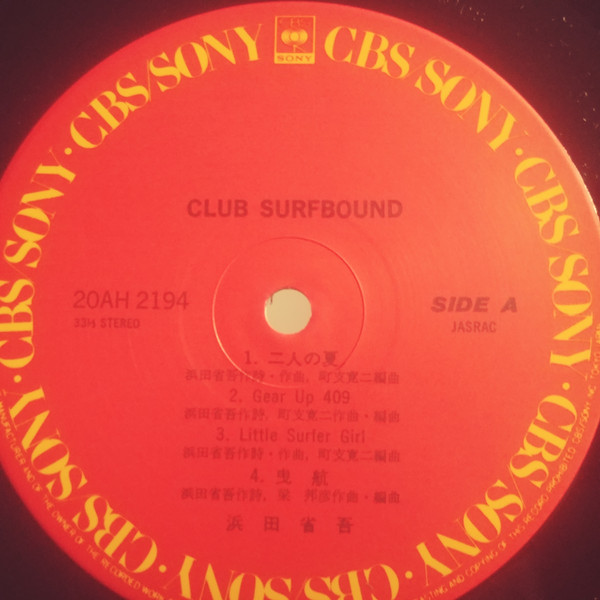 CBS/SONY · CBS/SONY · CBS/SONY · CBS/SONY · CBS/SONY · CBS/SONY · CBS/SONY
CBS
SONY
CLUB SURFBOUND
20AH 2194
33⅓ STEREO
SIDE A
JASRAC
1. 二人の夏
浜田省吾作詩・作曲, 町支寛二編曲
2. Gear Up 409
浜田省吾作詩, 町支寛二作曲・編曲
3. Little Surfer Girl
浜田省吾作詩・作曲, 町支寛二編曲
4. 曳航
浜田省吾作詩, 梁 邦彦作曲・編曲
浜田省吾